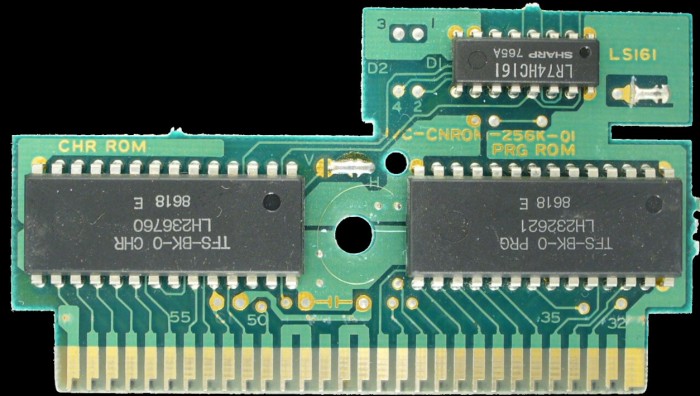 3 1
D2 D1
LR74HC161
SHARP 765A
LS161
4 2
-CNROM-256K-01
CHR ROM
PRG ROM
V
H
8618 E
LH236760
TFS-BK-0 CHR
8618 E
LH232621
TFS-BK-0 PRG
55
50
35
32